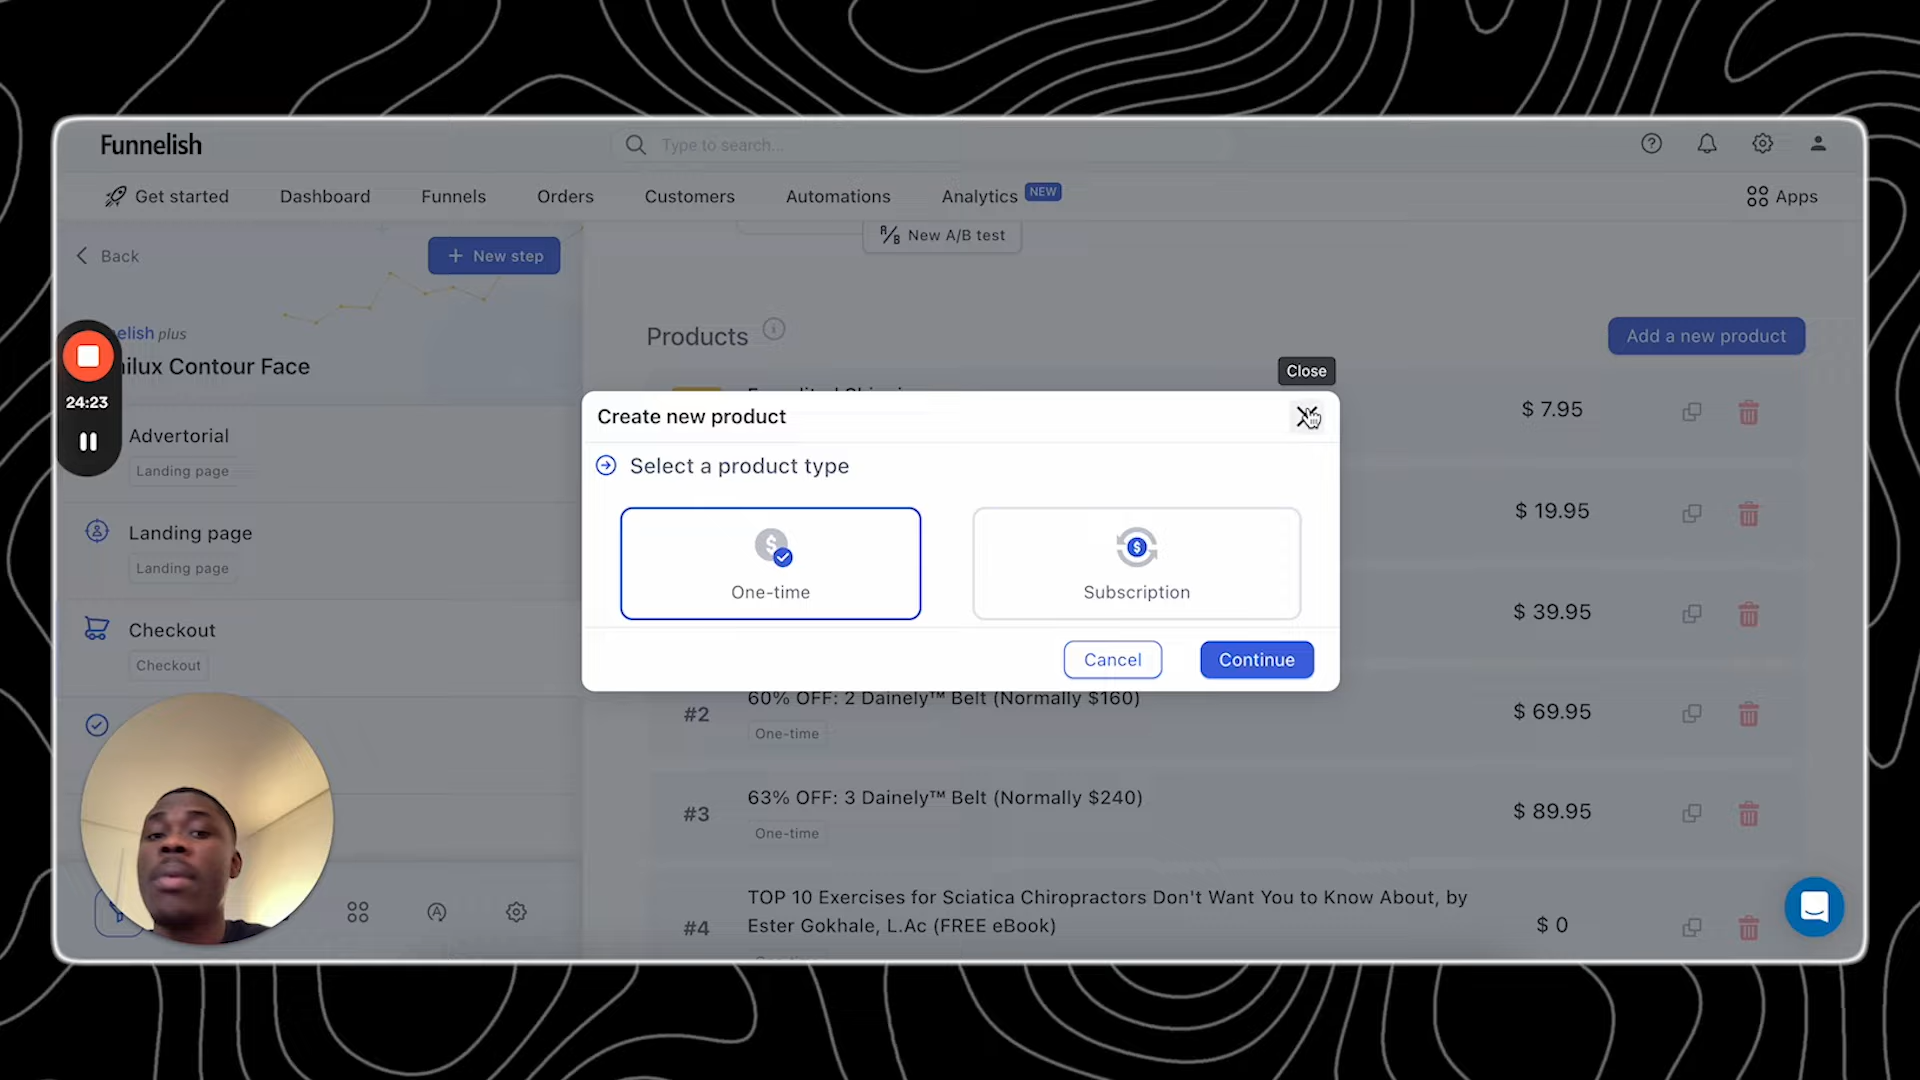 Funnelish
Type to search...
Get started
Dashboard
Funnels
Orders
Customers
Automations
Analytics
NEW
Apps
Back
New step
New A/B test
elish plus
ilux Contour Face
24:23
Products
Add a new product
Close
$ 7.95
Create new product
Select a product type
One-time
Subscription
Cancel
Continue
Advertorial
Landing page
Landing page
Landing page
Checkout
Checkout
$ 19.95
$ 39.95
#2
60% OFF: 2 Dainely™ Belt (Normally $160)
One-time
$ 69.95
#3
63% OFF: 3 Dainely™ Belt (Normally $240)
One-time
$ 89.95
#4
TOP 10 Exercises for Sciatica Chiropractors Don't Want You to Know About, by
Ester Gokhale, L.Ac (FREE eBook)
$ 0